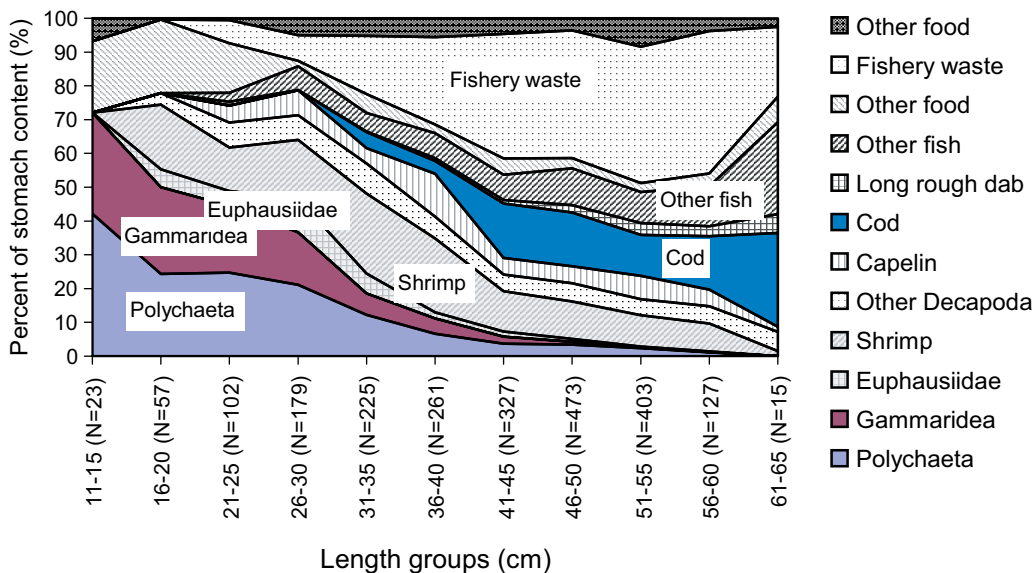 Percent of stomach content (%)
100
90
80
70
60
50
40
30
20
10
0
Fishery waste
Other fish
Euphausiidae
Gammaridea
Cod
Shrimp
Polychaeta
11-15 (N=23)
16-20 (N=57)
21-25 (N=102)
26-30 (N=179)
31-35 (N=225)
36-40 (N=261)
41-45 (N=327)
46-50 (N=473)
51-55 (N=403)
56-60 (N=127)
61-65 (N=15)
Length groups (cm)
Other food
Fishery waste
Other food
Other fish
Long rough dab
Cod
Capelin
Other Decapoda
Shrimp
Euphausiidae
Gammaridea
Polychaeta